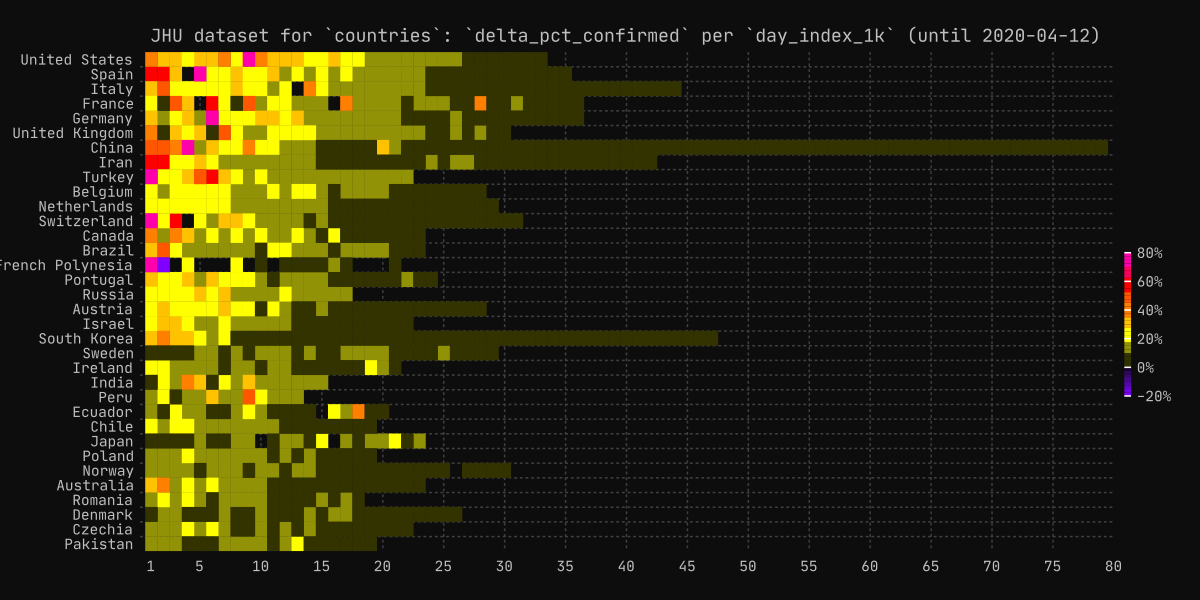 JHU dataset for `countries`: `delta_pct_confirmed` per `day_index_1k` (until 2020-04-12)
United States
Spain
Italy
France
Germany
United Kingdom
China
Iran
Turkey
Belgium
Netherlands
Switzerland
Canada
Brazil
French Polynesia
Portugal
Russia
Austria
Israel
South Korea
Sweden
Ireland
India
Peru
Ecuador
Chile
Japan
Poland
Norway
Australia
Romania
Denmark
Czechia
Pakistan
1 5 10 15 20 25 30 35 40 45 50 55 60 65 70 75 80
80%
60%
40%
20%
0%
-20%